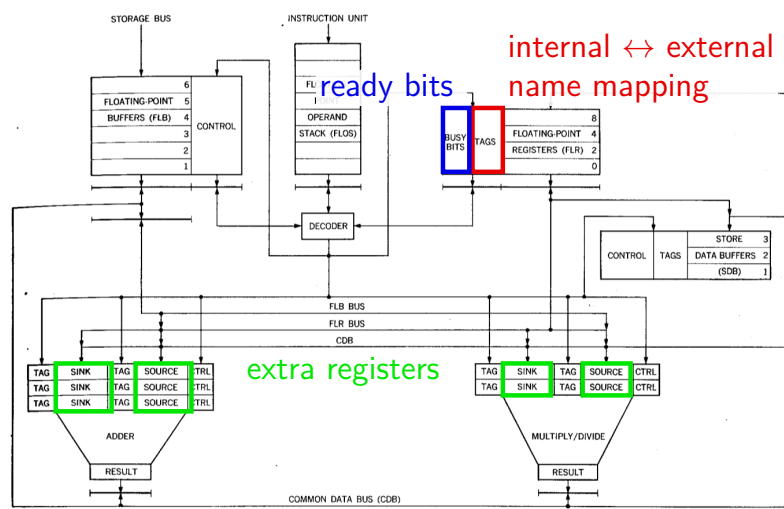 STORAGE BUS
INSTRUCTION UNIT
internal ↔ external
name mapping
ready bits
6
FLOATING-POINT 5
BUFFERS (FLB) 4
3
2
1
CONTROL
OPERAND
STACK (FLOS)
BUSY
BITS
TAGS
8
FLOATING-POINT 4
REGISTERS (FLR) 2
0
DECODER
CONTROL
TAGS
STORE 3
DATA BUFFERS 2
(SDB) 1
FLB BUS
FLR BUS
CDB
TAG SINK TAG SOURCE CTRL
TAG SINK TAG SOURCE CTRL
TAG SINK TAG SOURCE CTRL
extra registers
TAG SINK TAG SOURCE CTRL
TAG SINK TAG SOURCE CTRL
ADDER
MULTIPLY/DIVIDE
RESULT
RESULT
COMMON DATA BUS (CDB)